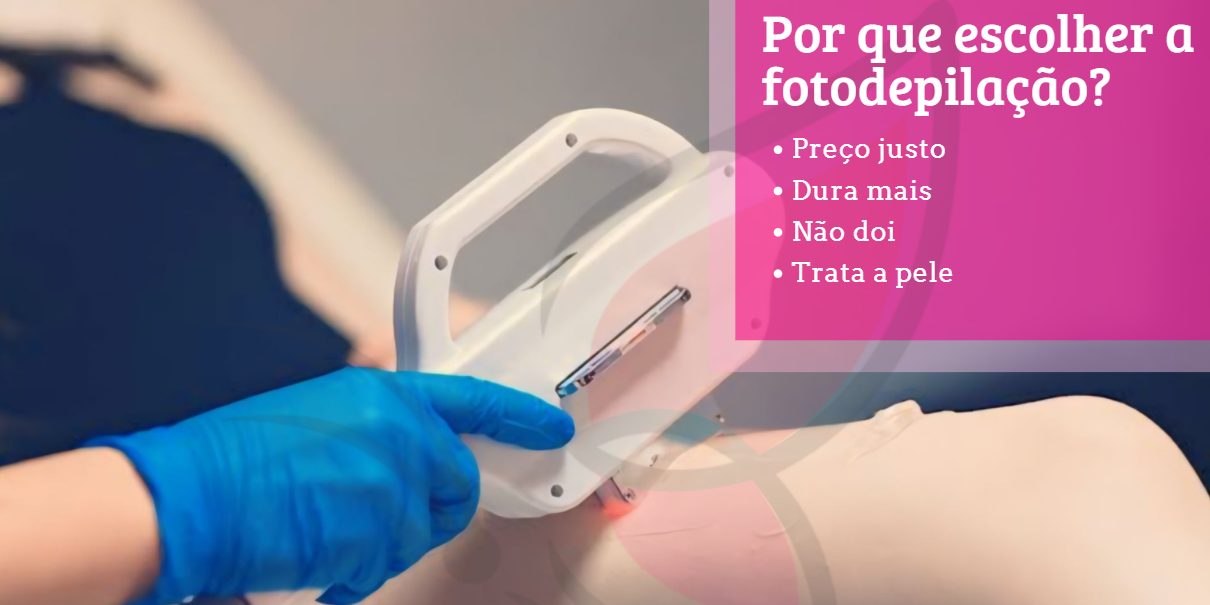 Por que escolher a
fotodepilação?
• Preço justo
• Dura mais
• Não doi
• Trata a pele